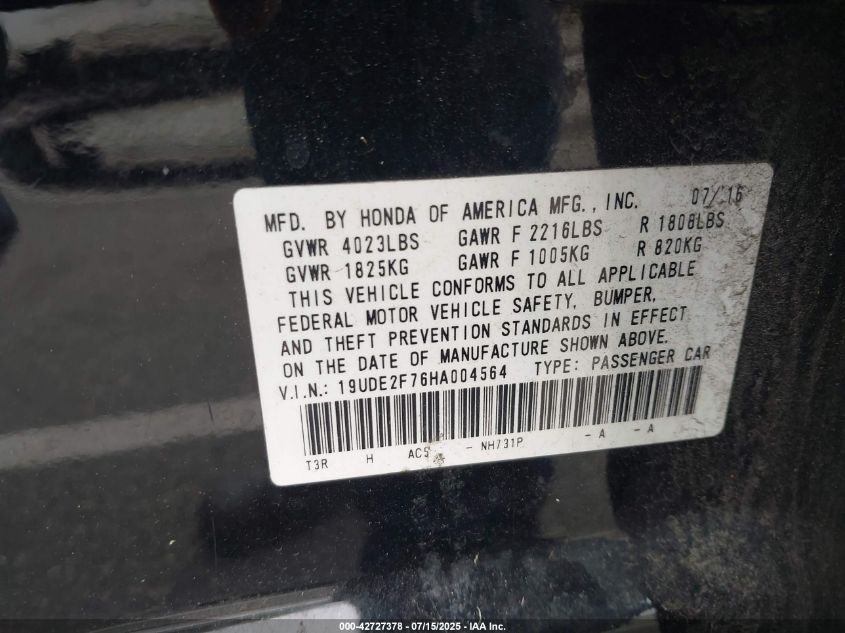 MFD. BY HONDA OF AMERICA MFG., INC. 07/'16
GVWR 4023LBS GAWR F 2216LBS R 1808LBS
GVWR 1825KG GAWR F 1005KG R 820KG
THIS VEHICLE CONFORMS TO ALL APPLICABLE
FEDERAL MOTOR VEHICLE SAFETY, BUMPER,
AND THEFT PREVENTION STANDARDS IN EFFECT
ON THE DATE OF MANUFACTURE SHOWN ABOVE.
V.I.N.: 19UDE2F76HA004564 TYPE: PASSENGER CAR
T3R H AC5 - NH731P - A - A
000-42727378 - 07/15/2025 - IAA Inc.